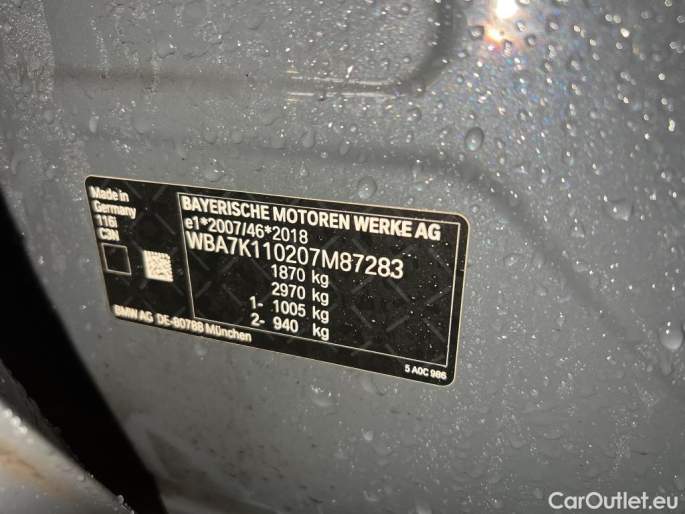 Made in
Germany
116i
C3N
BAYERISCHE MOTOREN WERKE AG
e1*2007/46*2018
WBA7K110207M87283
1870 kg
2970 kg
1- 1005 kg
2- 940 kg
BMW AG DE-80788 München
5 A0C 986
CarOutlet.eu